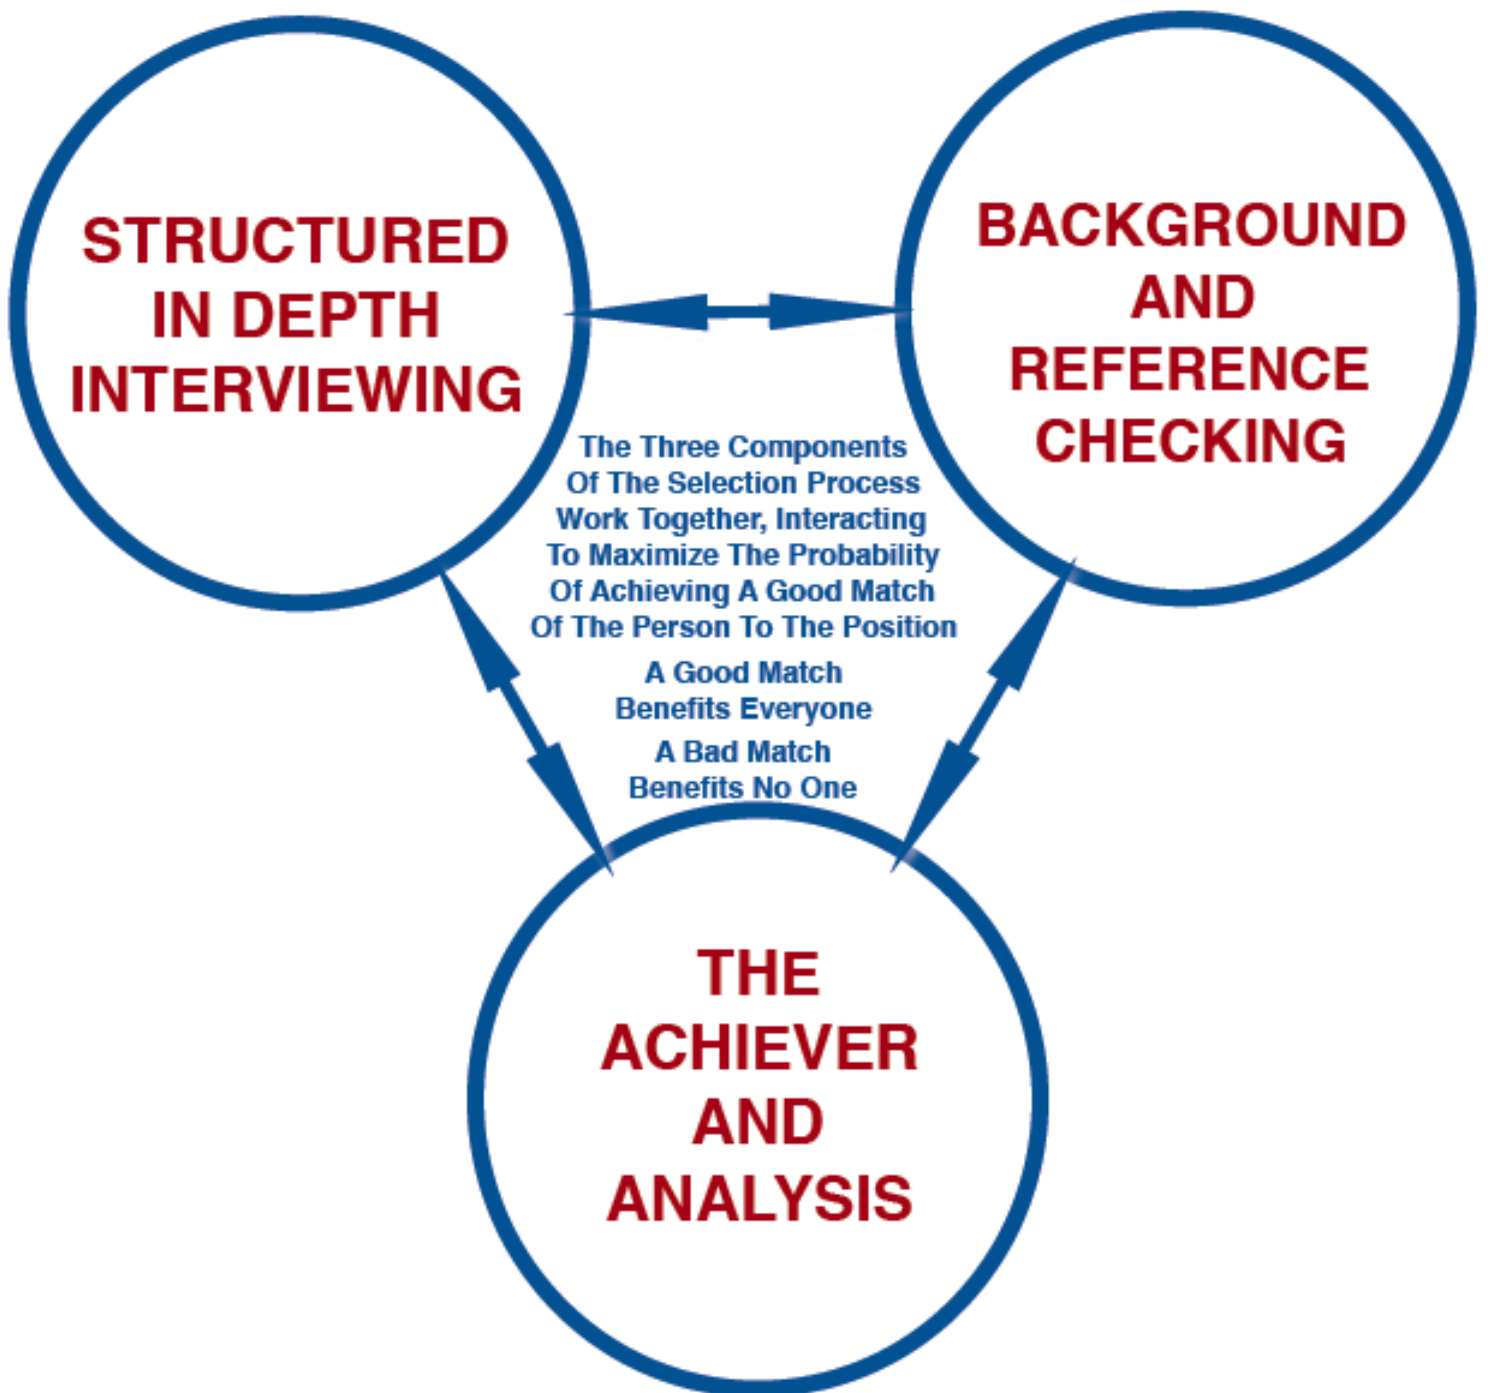 STRUCTURED
IN DEPTH
INTERVIEWING
BACKGROUND
AND
REFERENCE
CHECKING
The Three Components
Of The Selection Process
Work Together, Interacting
To Maximize The Probability
Of Achieving A Good Match
Of The Person To The Position
A Good Match
Benefits Everyone
A Bad Match
Benefits No One
THE
ACHIEVER
AND
ANALYSIS